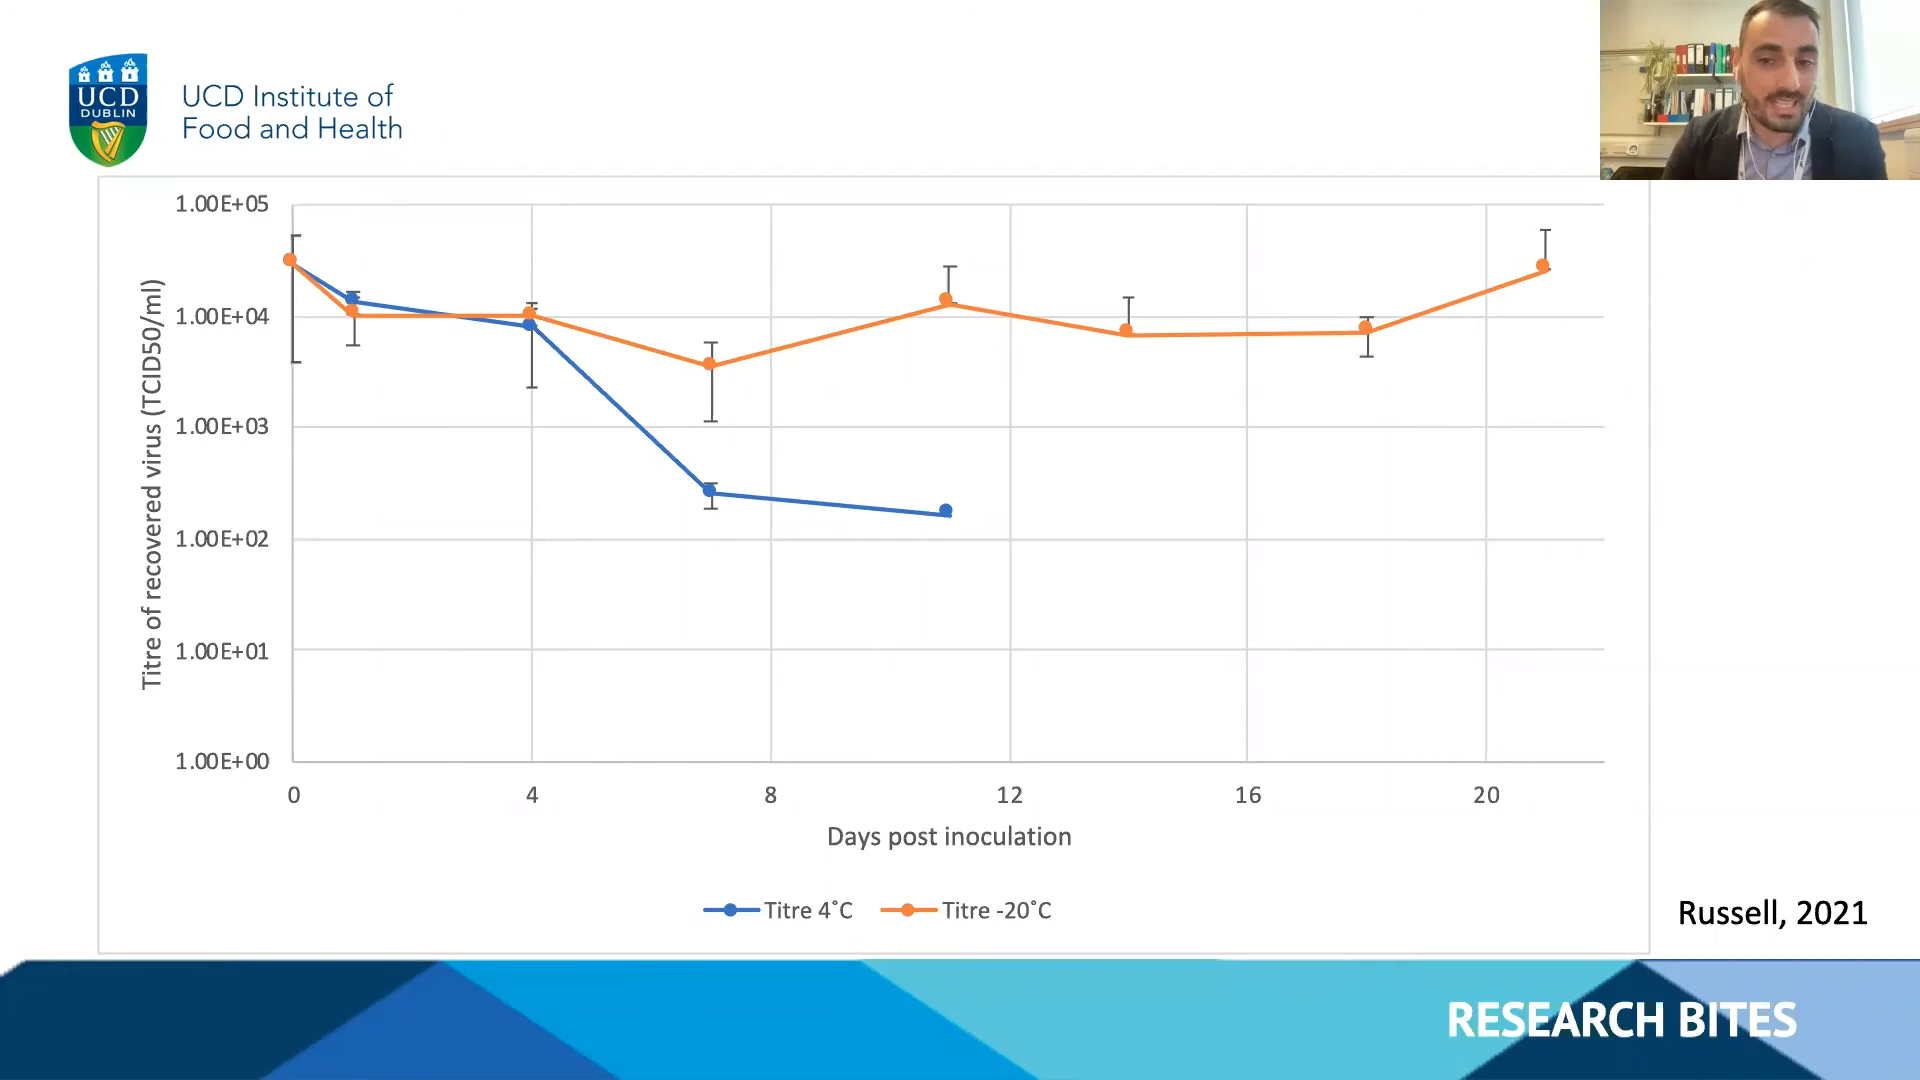 UCD
DUBLIN
UCD Institute of
Food and Health
1.00E+05
1.00E+04
1.00E+03
1.00E+02
1.00E+01
1.00E+00
Titre of recovered virus (TCID50/ml)
0 4 8 12 16 20
Days post inoculation
Titre 4˚C Titre -20˚C
Russell, 2021
RESEARCH BITES